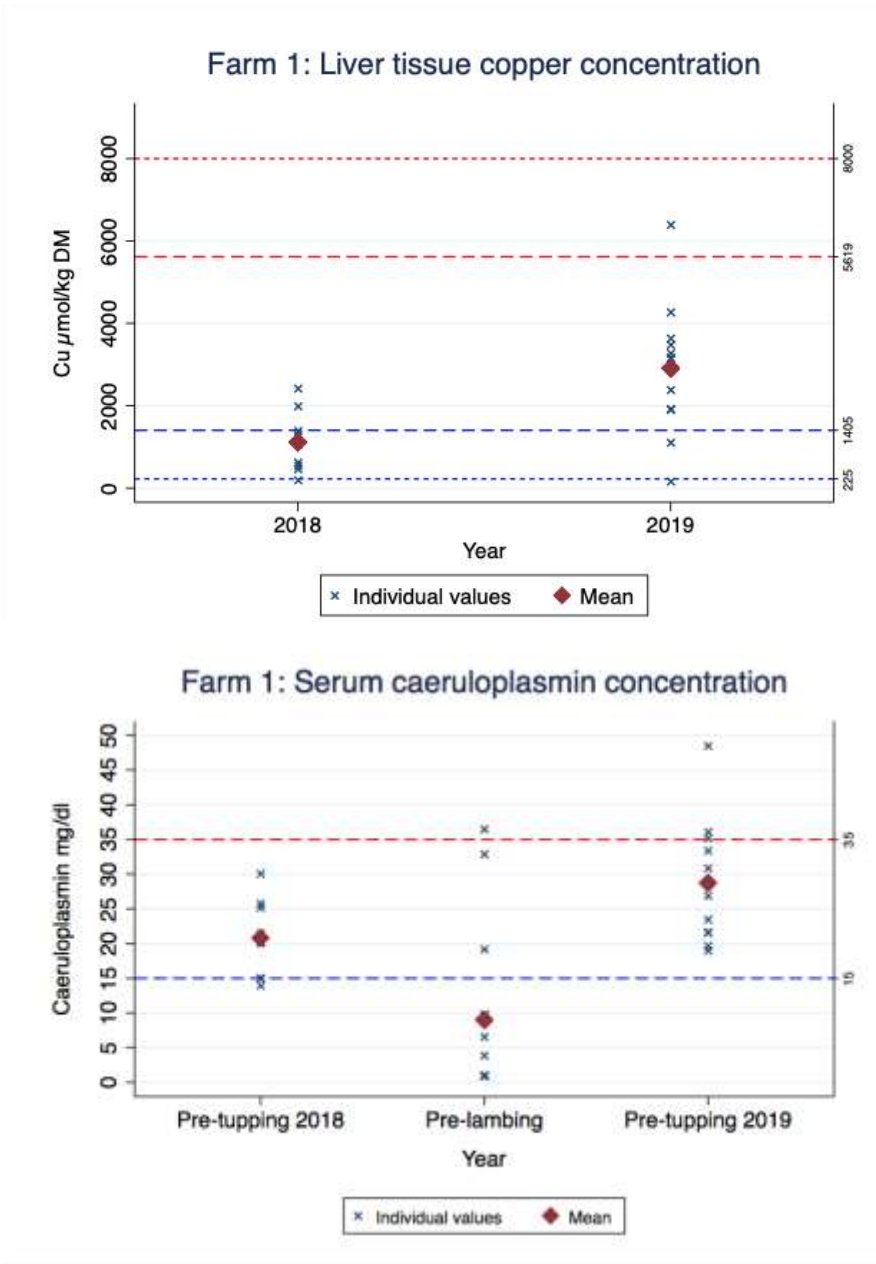 Farm 1: Liver tissue copper concentration
Cu µmol/kg DM
8000
6000
4000
2000
0
8000
5619
1405
225
2018 2019
Year
Individual values Mean
Farm 1: Serum caeruloplasmin concentration
Caeruloplasmin mg/dl
50
45
40
35
30
25
20
15
10
5
0
35
15
Pre-tupping 2018 Pre-lambing Pre-tupping 2019
Year
Individual values Mean